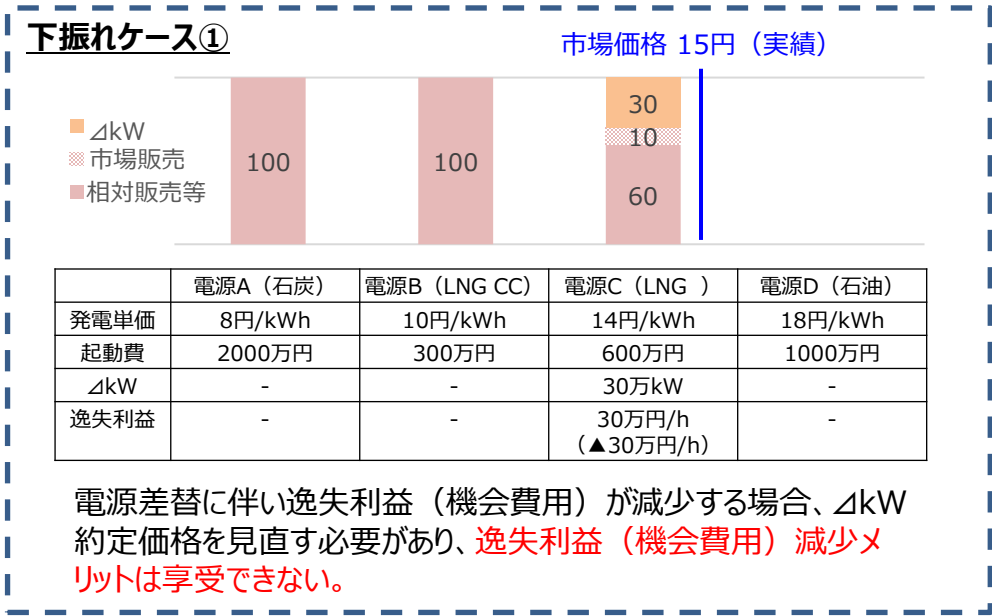 下振れケース①
市場価格 15円（実績）
⊿kW
市場販売
相対販売等
100
100
30
10
60
電源A（石炭） 電源B（LNG CC） 電源C（LNG ） 電源D（石油）
発電単価 8円/kWh 10円/kWh 14円/kWh 18円/kWh
起動費 2000万円 300万円 600万円 1000万円
⊿kW - - 30万kW -
逸失利益 - - 30万円/h -
（▲30万円/h）
電源差替に伴い逸失利益（機会費用）が減少する場合、⊿kW
約定価格を見直す必要があり、逸失利益（機会費用）減少メ
リットは享受できない。